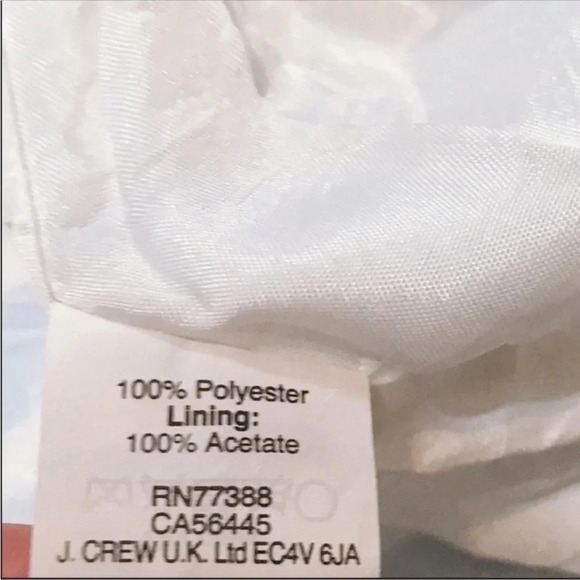 100% Polyester
Lining:
100% Acetate
RN77388
CA56445
J. CREW U.K. Ltd EC4V 6JA